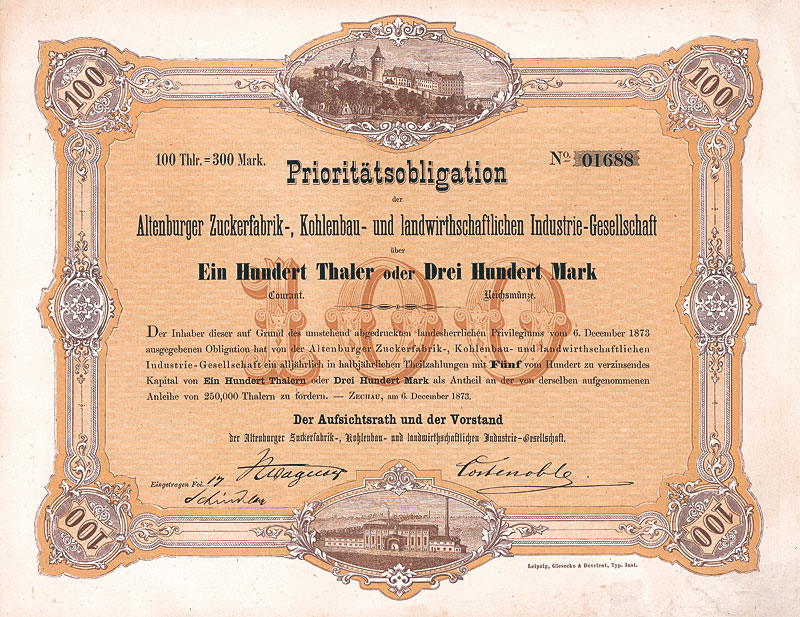 100
100
100 Thlr. = 300 Mark.
No. 01688
Prioritätsobligation
der
Altenburger Zuckerfabrik-, Kohlenbau- und landwirthschaftlichen Industrie-Gesellschaft
über
Ein Hundert Thaler oder Drei Hundert Mark
Courant. Reichsmünze.
100
Der Inhaber dieser auf Grund des umstehend abgedruckten landesherrlichen Privilegiums vom 6. December 1873
ausgegebenen Obligation hat von der Altenburger Zuckerfabrik-, Kohlenbau- und landwirthschaftlichen
Industrie-Gesellschaft ein alljährlich in halbjährlichen Theilzahlungen mit Fünf vom Hundert zu verzinsendes
Kapital von Ein Hundert Thalern oder Drei Hundert Mark als Antheil an der von derselben aufgenommenen
Anleihe von 250,000 Thalern zu fordern. — Zechau, am 6. December 1873.
Der Aufsichtsrath und der Vorstand
der Altenburger Zuckerfabrik-, Kohlenbau- und landwirthschaftlichen Industrie-Gesellschaft.
Costenoble
Eingetragen Fol. 17
Schindler
100
100
Leipzig, Giesecke & Devrient, Typ. Inst.